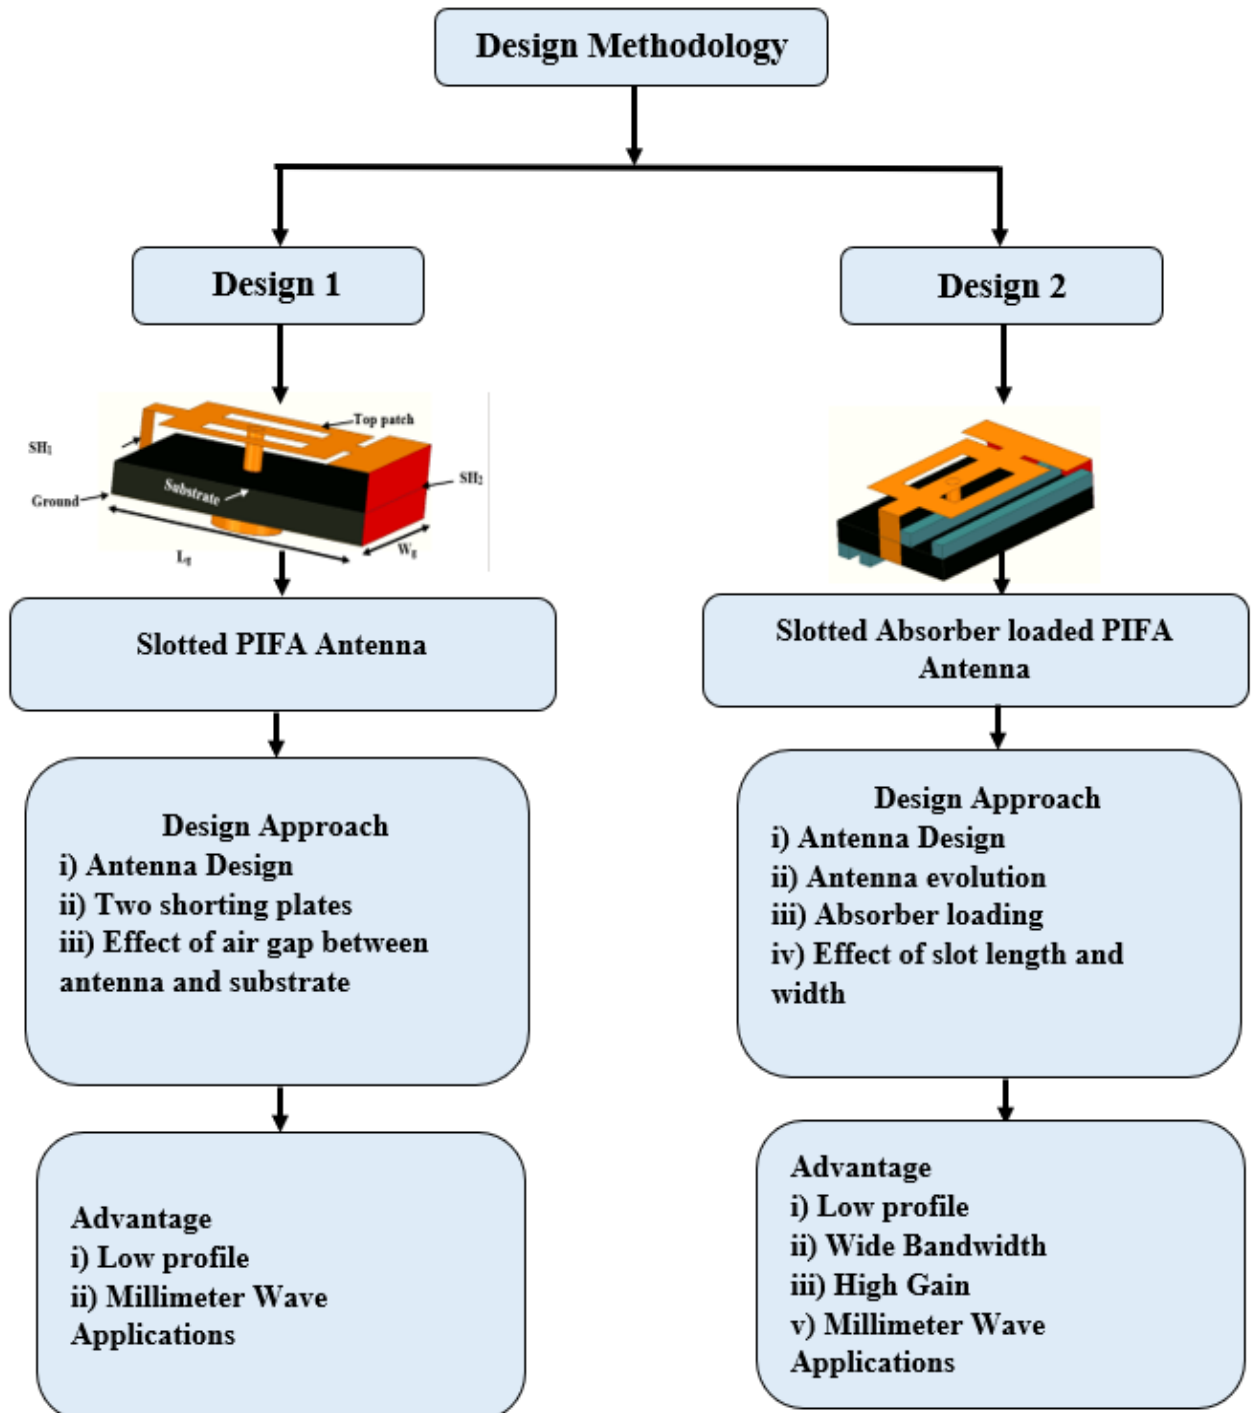 Design Methodology
Design 1
Top patch
SH1
Substrate
SH2
Ground
Lg
Wg
Slotted PIFA Antenna
Design Approach
i) Antenna Design
ii) Two shorting plates
iii) Effect of air gap between
antenna and substrate
Advantage
i) Low profile
ii) Millimeter Wave
Applications
Design 2
Slotted Absorber loaded PIFA
Antenna
Design Approach
i) Antenna Design
ii) Antenna evolution
iii) Absorber loading
iv) Effect of slot length and
width
Advantage
i) Low profile
ii) Wide Bandwidth
iii) High Gain
v) Millimeter Wave
Applications